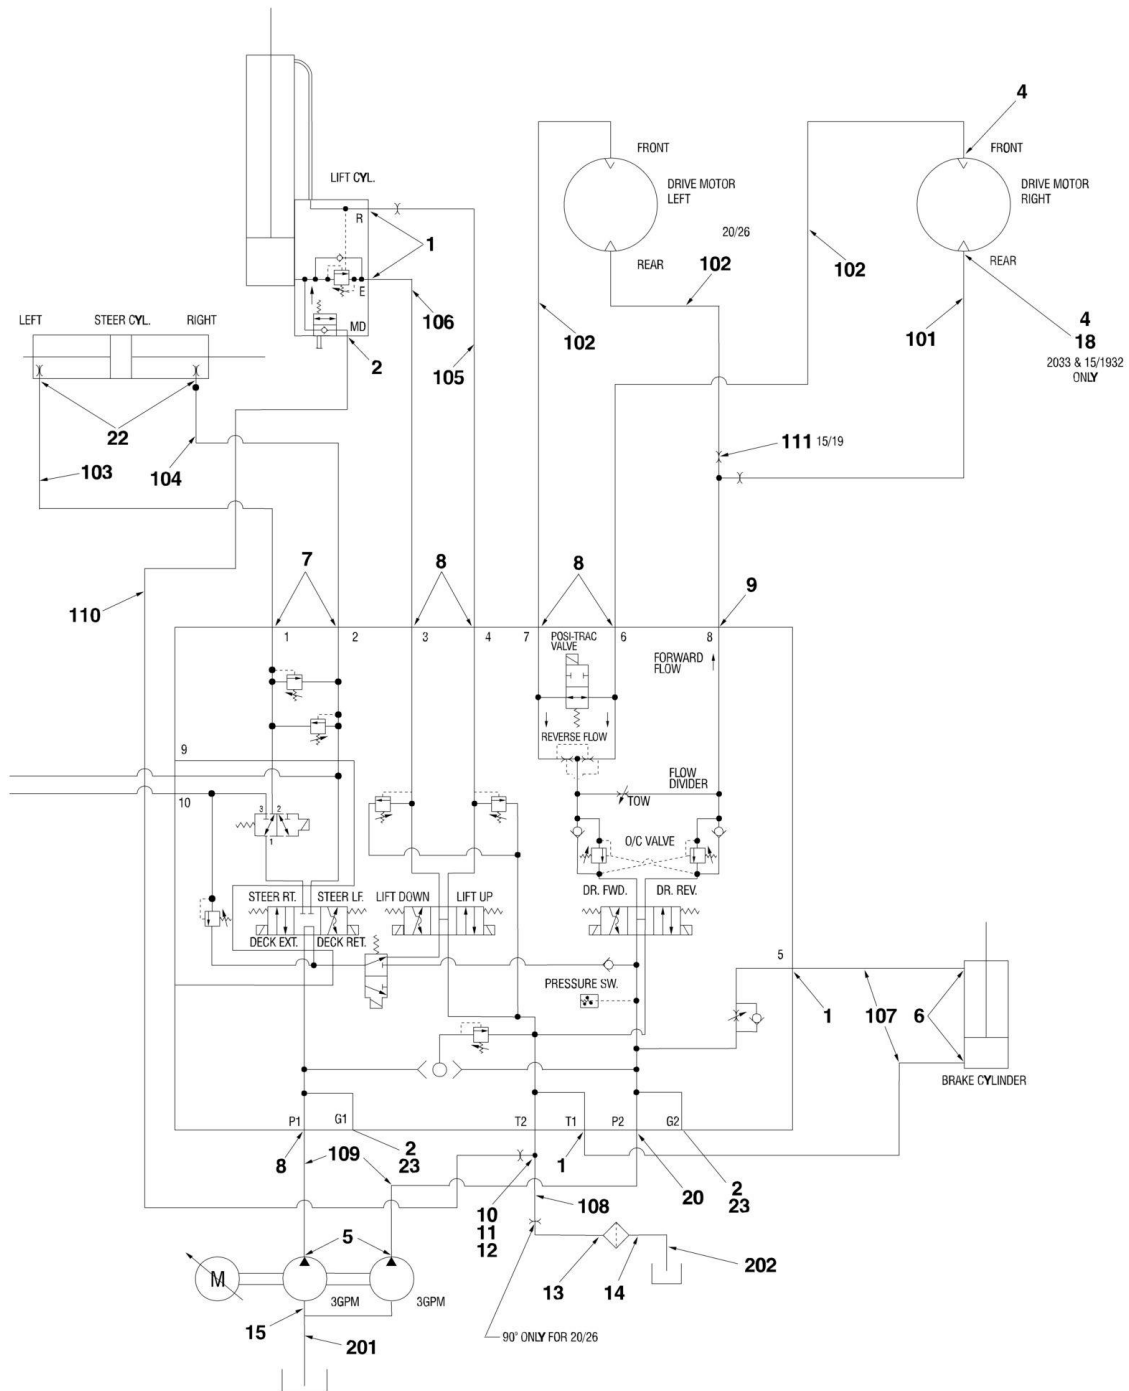 4
FRONT
FRONT
LIFT CYL.
DRIVE MOTOR
LEFT
DRIVE MOTOR
RIGHT
R
1
20/26
REAR
102
102
REAR
E
106
MD
LEFT
STEER CYL.
RIGHT
102
101
4
18
2033 & 15/1932
ONLY
2
105
22
111 15/19
103
104
7
8
8
9
110
1
2
3
4
7
POSI-TRAC
VALVE
6
8
FORWARD
FLOW
REVERSE FLOW
9
10
FLOW
DIVIDER
TOW
3
2
1
O/C VALVE
STEER RT.
STEER LF.
LIFT DOWN
LIFT UP
DR. FWD.
DR. REV.
DECK EXT.
DECK RET.
5
PRESSURE SW.
1
107
6
BRAKE CYLINDER
P1
G1
T2
T1
P2
G2
8
109
2
23
1
20
2
23
10
11
12
108
5
M
13
14
202
3GPM
3GPM
15
201
90° ONLY FOR 20/26